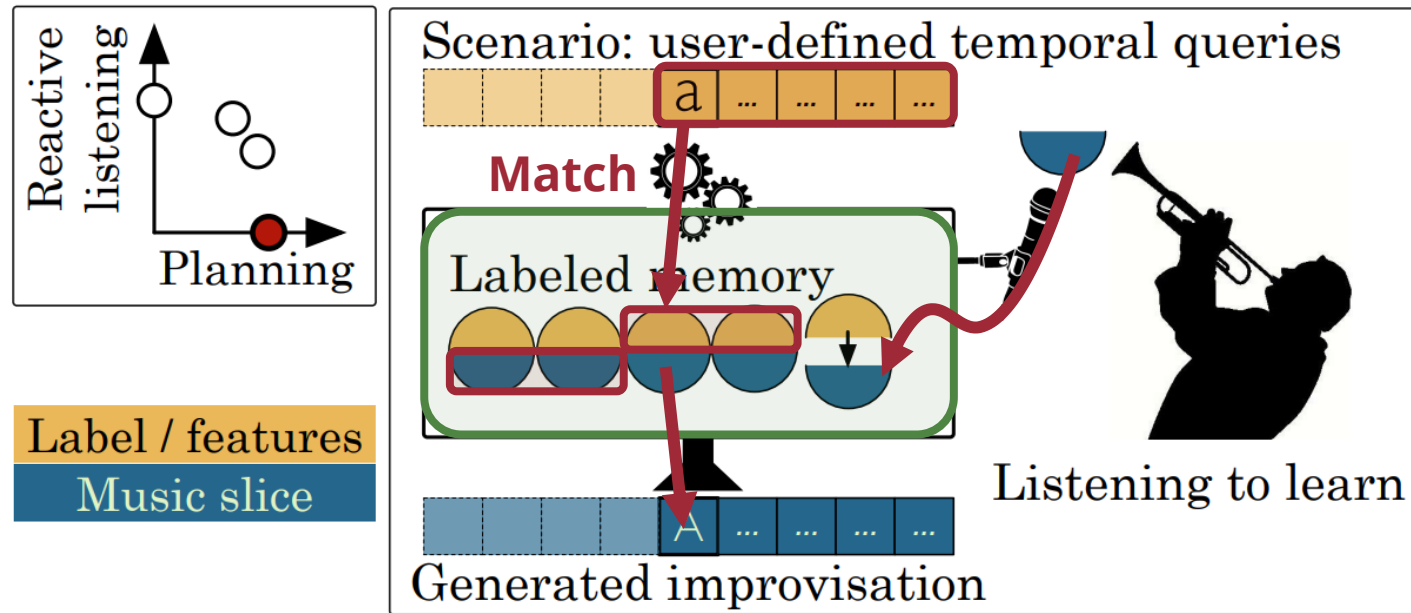 Reactive
listening
Planning
Label / features
Music slice
Scenario: user-defined temporal queries
a ... ... ... ...
Match
Labeled memory
A ... ... ... ...
Generated improvisation
Listening to learn